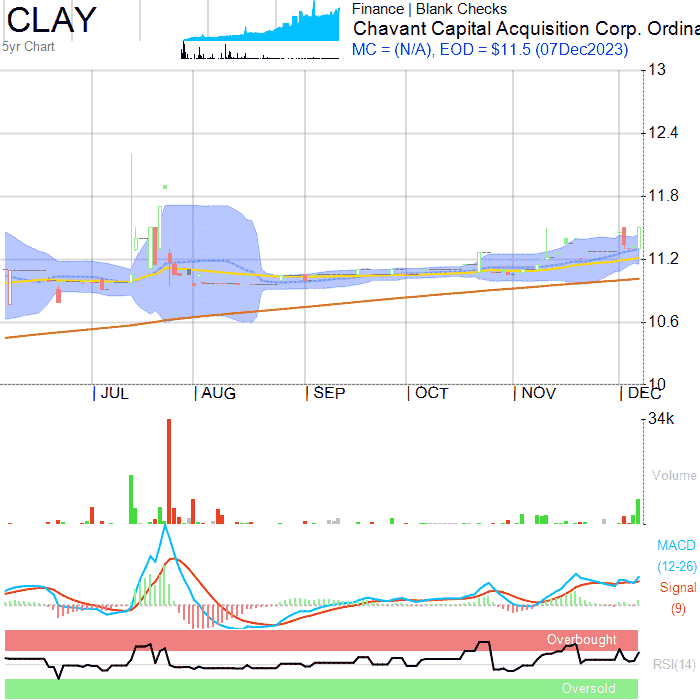 CLAY
5yr Chart
Finance | Blank Checks
Chavant Capital Acquisition Corp. Ordina
MC = (N/A), EOD = $11.5 (07Dec2023)
13
12.4
11.8
11.2
10.6
10
JUL AUG SEP OCT NOV DEC
34k
Volume
MACD
(12-26)
Signal
(9)
Overbought
RSI(14)
Oversold